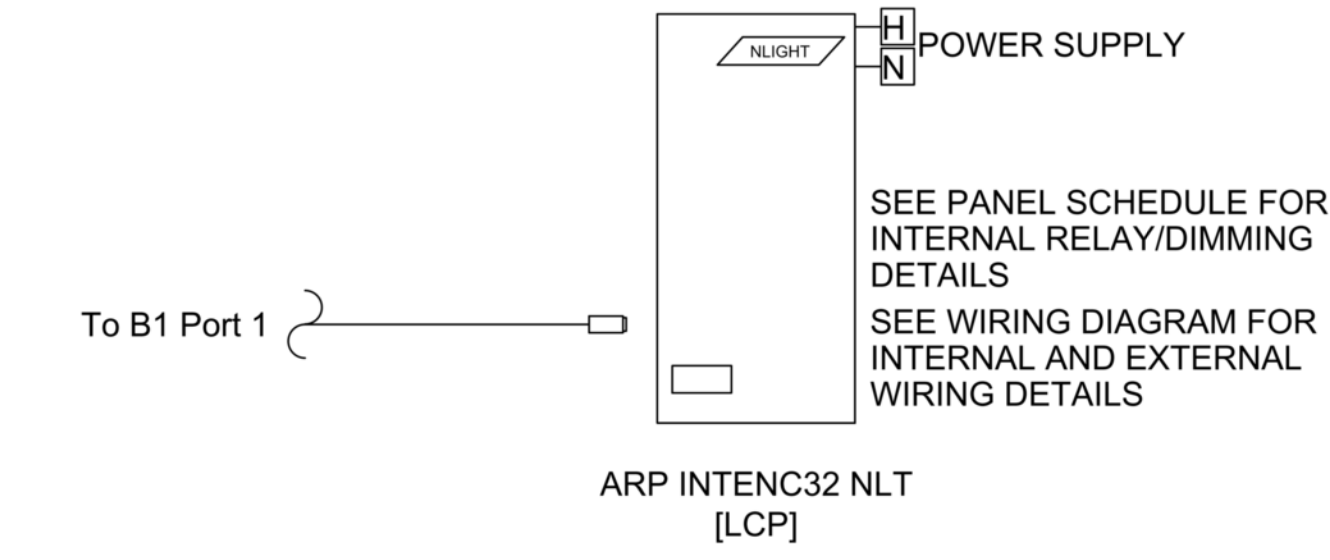 NLIGHT
H
N
POWER SUPPLY
SEE PANEL SCHEDULE FOR
INTERNAL RELAY/DIMMING
DETAILS
To B1 Port 1
SEE WIRING DIAGRAM FOR
INTERNAL AND EXTERNAL
WIRING DETAILS
ARP INTENC32 NLT
[LCP]